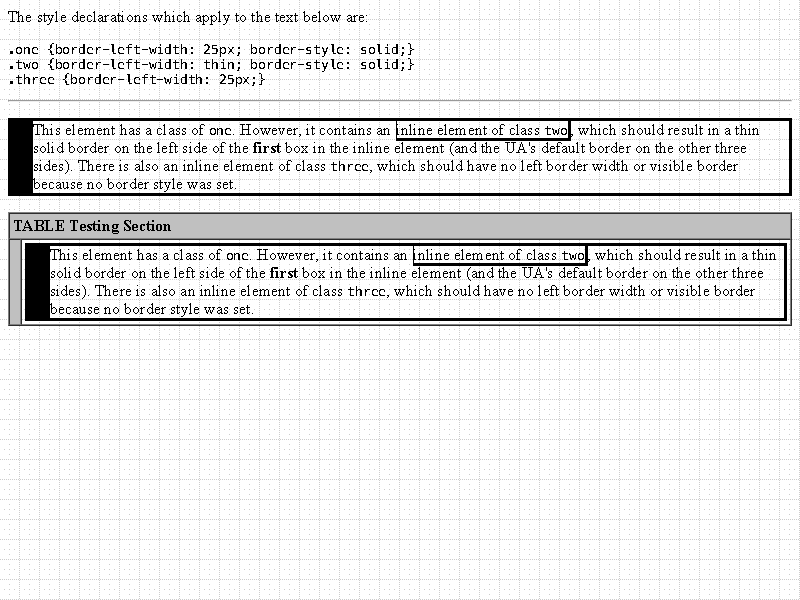 The style declarations which apply to the text below are:
.one {border-left-width: 25px; border-style: solid;}
.two {border-left-width: thin; border-style: solid;}
.three {border-left-width: 25px;}
This element has a class of one. However, it contains an inline element of class two, which should result in a thin
solid border on the left side of the first box in the inline element (and the UA's default border on the other three
sides). There is also an inline element of class three, which should have no left border width or visible border
because no border style was set.
TABLE Testing Section
This element has a class of one. However, it contains an inline element of class two, which should result in a thin
solid border on the left side of the first box in the inline element (and the UA's default border on the other three
sides). There is also an inline element of class three, which should have no left border width or visible border
because no border style was set.